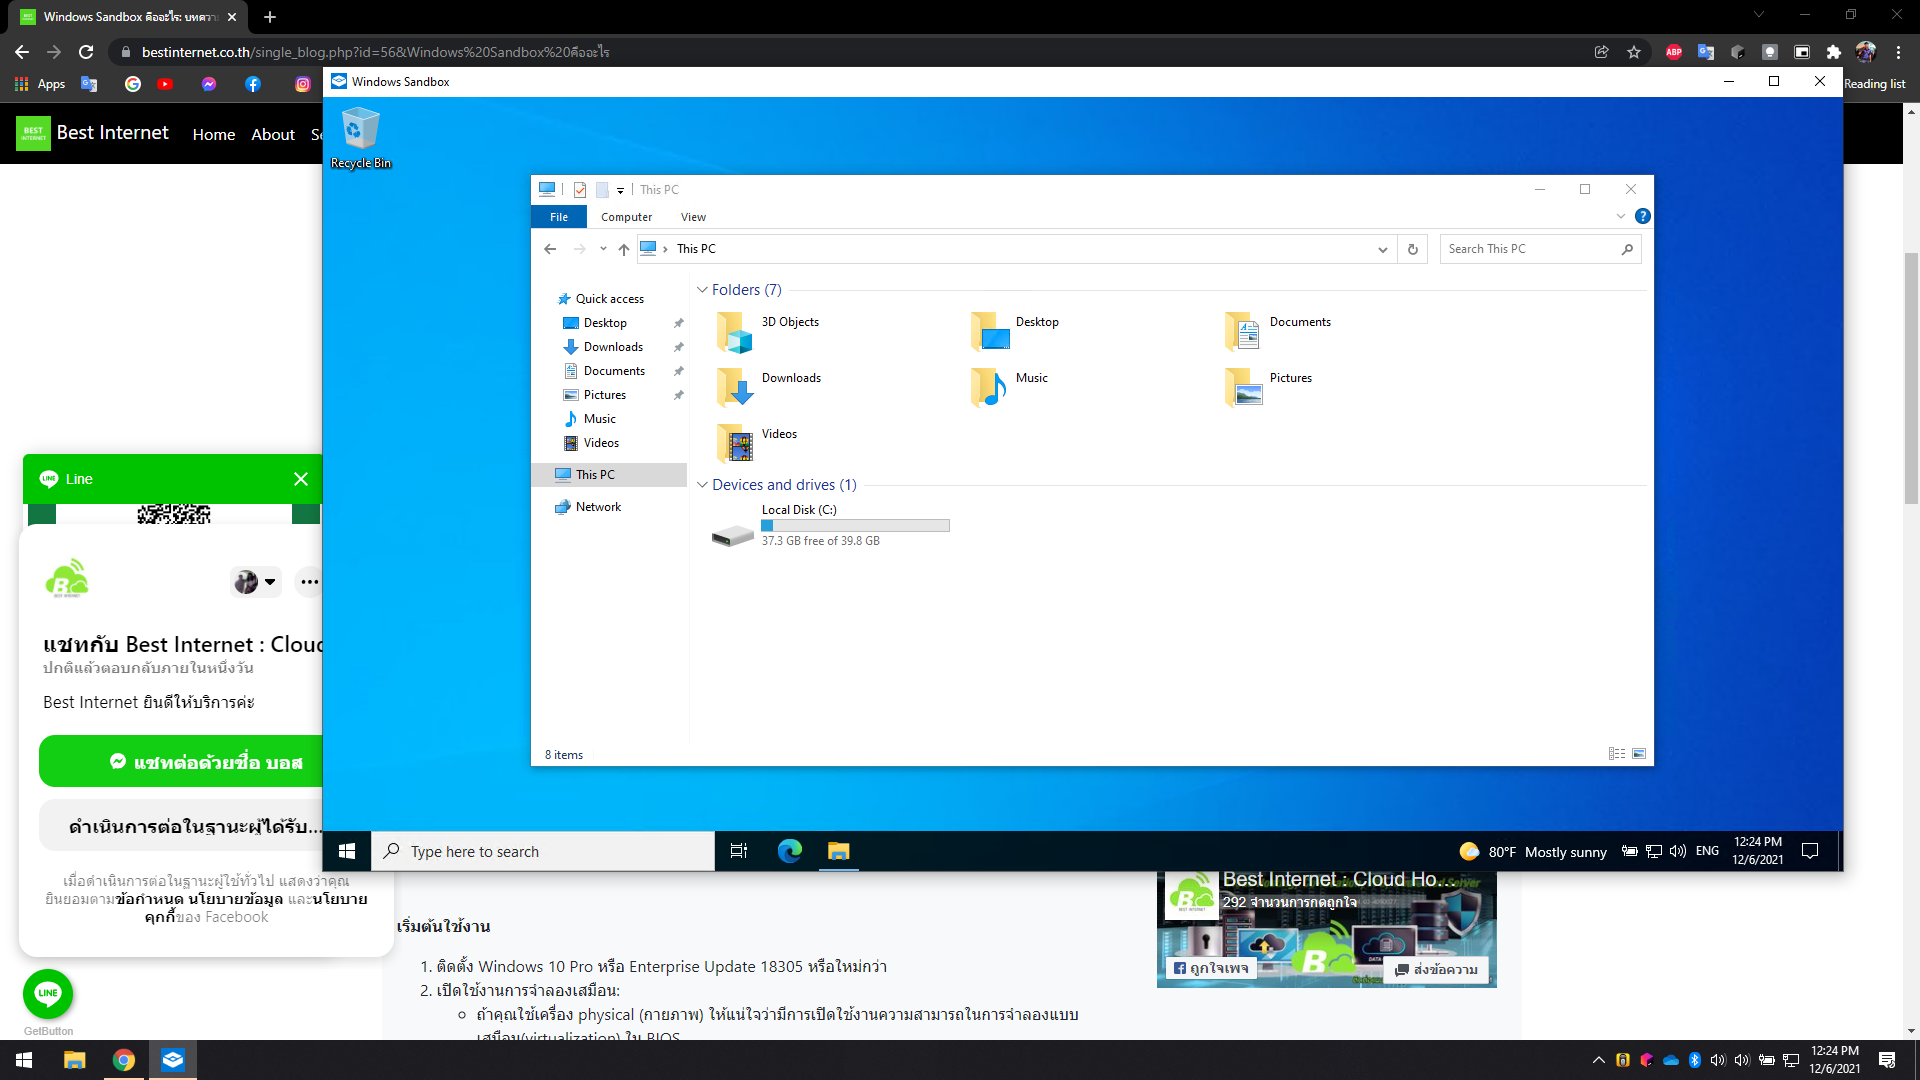 Windows Sandbox คืออะไร: บทความ
bestinternet.co.th/single_blog.php?id=56&Windows%20Sandbox%20คืออะไร
ABP
Apps
Reading list
Windows Sandbox
BEST
INTERNET
Best Internet
Home
About
Recycle Bin
This PC
File
Computer
View
This PC
Search This PC
Quick access
Desktop
Downloads
Documents
Pictures
Music
Videos
This PC
Network
Folders (7)
3D Objects
Desktop
Documents
Downloads
Music
Pictures
Videos
Devices and drives (1)
Local Disk (C:)
37.3 GB free of 39.8 GB
8 items
LINE
Line
แชทกับ Best Internet : Cloud
ปกติแล้วตอบกลับภายในหนึ่งวัน
Best Internet ยินดีให้บริการค่ะ
แชทต่อด้วยชื่อ บอส
ดำเนินการต่อในฐานะผู้ได้รับ...
เมื่อดำเนินการต่อในฐานะผู้ใช้ทั่วไป แสดงว่าคุณ
ยินยอมตามข้อกำหนด นโยบายข้อมูล และนโยบาย
คุกกี้ของ Facebook
LINE
GetButton
Type here to search
80°F Mostly sunny
ENG
12:24 PM
12/6/2021
Best Internet : Cloud Ho...
292 จำนวนการกดถูกใจ
ถูกใจเพจ
ส่งข้อความ
เริ่มต้นใช้งาน
1. ติดตั้ง Windows 10 Pro หรือ Enterprise Update 18305 หรือใหม่กว่า
2. เปิดใช้งานการจำลองเสมือน:
ถ้าคุณใช้เครื่อง physical (กายภาพ) ให้แน่ใจว่ามีการเปิดใช้งานความสามารถในการจำลองแบบ
เสมือน(virtualization) ใน BIOS
12:24 PM
12/6/2021